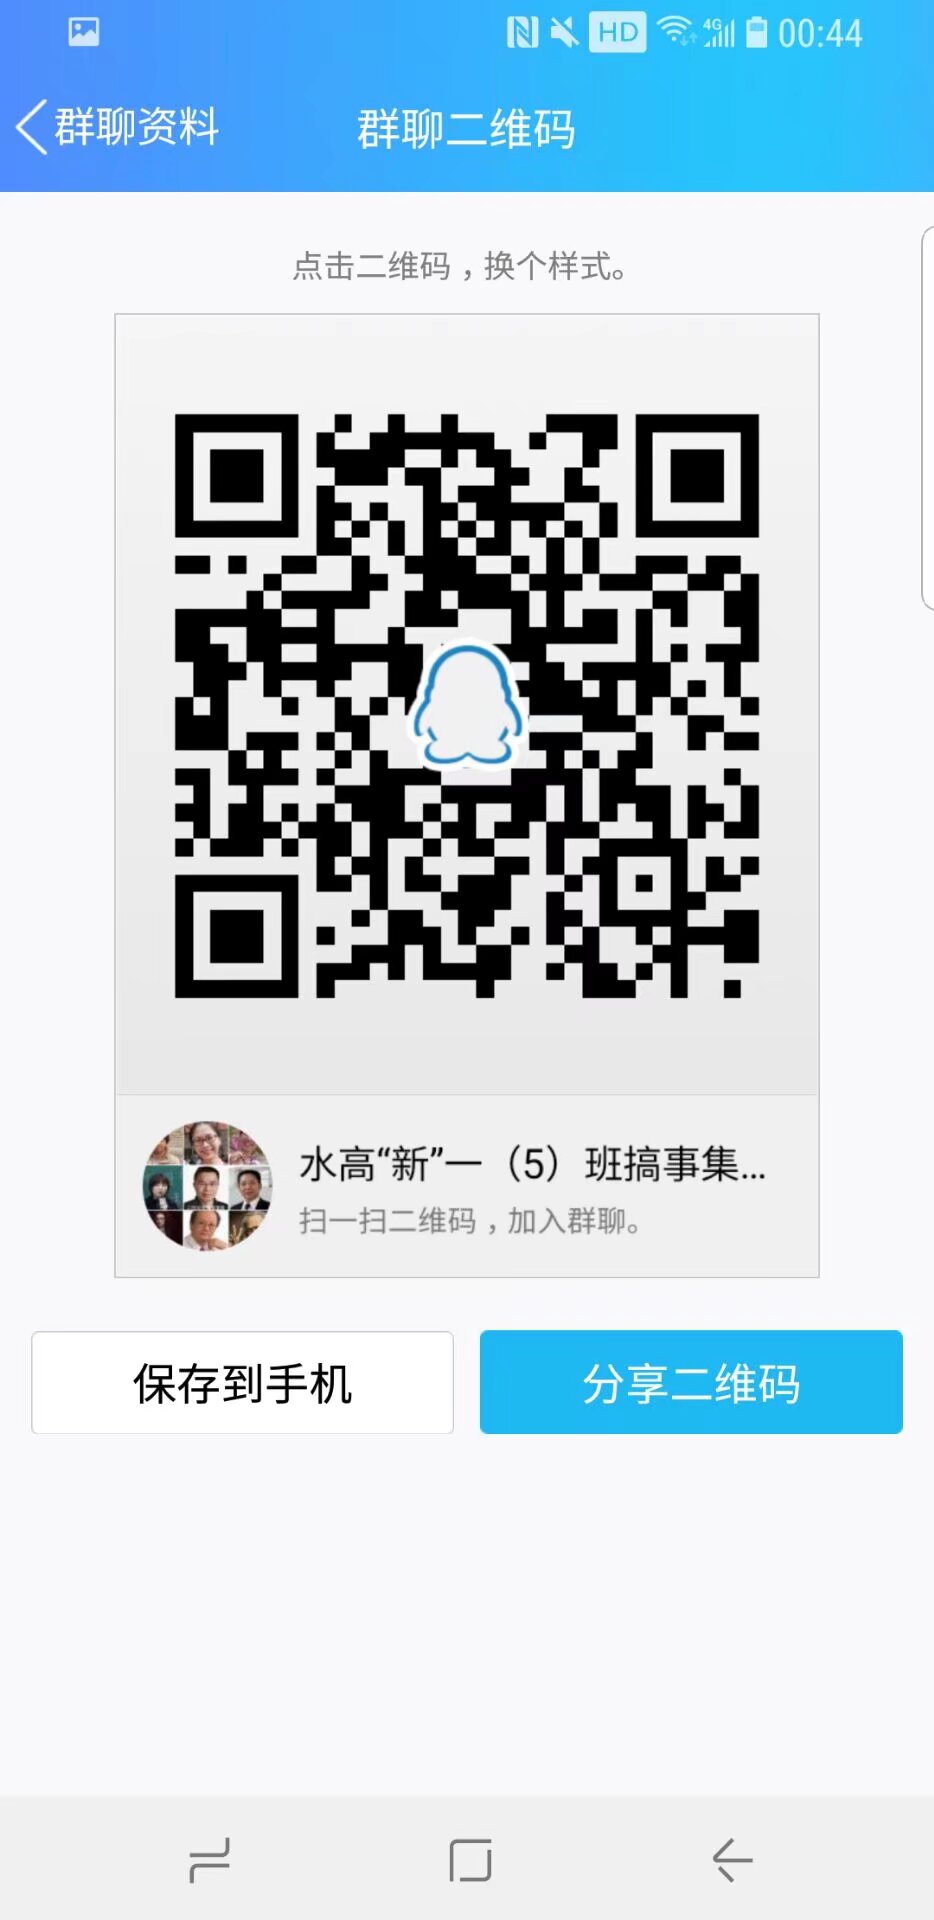 HD 4G 00:44
群聊资料 群聊二维码
点击二维码，换个样式。
水高“新”一（5）班搞事集...
扫一扫二维码，加入群聊。
保存到手机 分享二维码